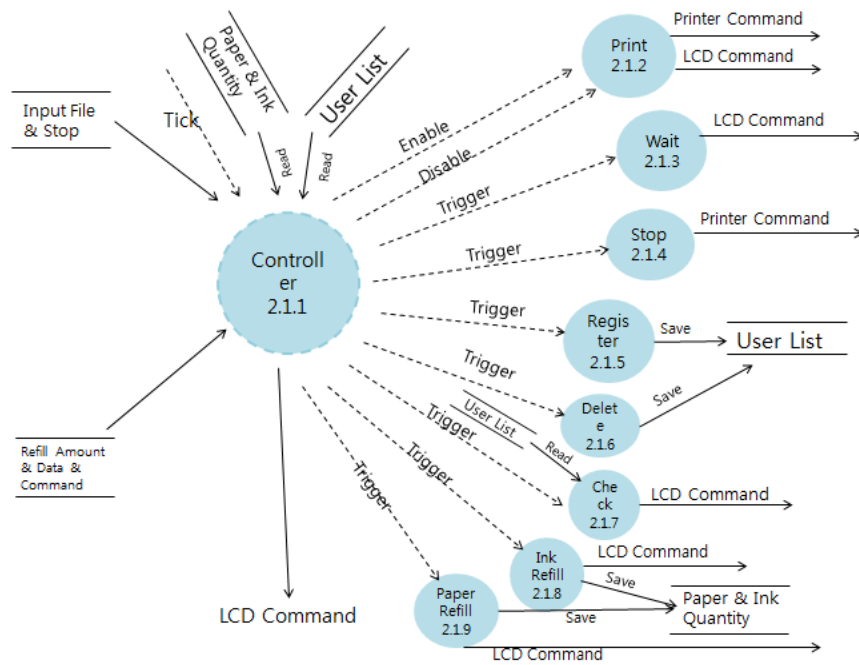 Printer Command
Print
2.1.2
LCD Command
Paper & Ink
Quantity
User List
Input File
& Stop
Tick
Read
Read
Enable
Disable
Trigger
Wait
2.1.3
LCD Command
Controll
er
2.1.1
Trigger
Stop
2.1.4
Printer Command
Trigger
Regis
ter
2.1.5
Save
User List
Trigger
Delet
e
2.1.6
Save
Trigger
User List
Read
Che
ck
2.1.7
LCD Command
Refill Amount
& Data &
Command
Trigger
Ink
Refill
2.1.8
LCD Command
Save
Trigger
Paper
Refill
2.1.9
Save
Paper & Ink
Quantity
LCD Command
LCD Command